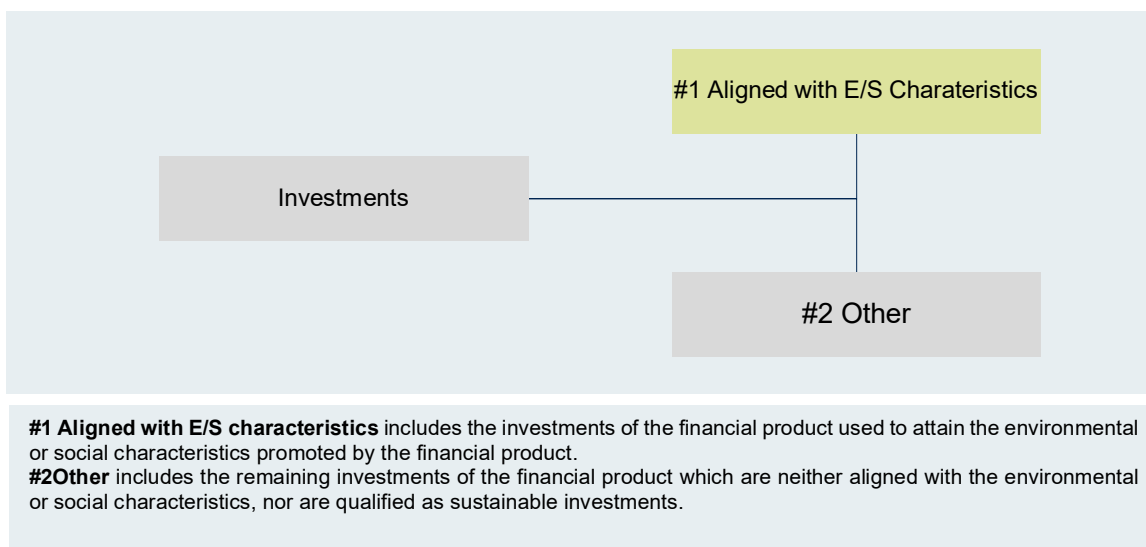 #1 Aligned with E/S Charateristics
Investments
#2 Other
#1 Aligned with E/S characteristics includes the investments of the financial product used to attain the environmental
or social characteristics promoted by the financial product.
#2Other includes the remaining investments of the financial product which are neither aligned with the environmental
or social characteristics, nor are qualified as sustainable investments.